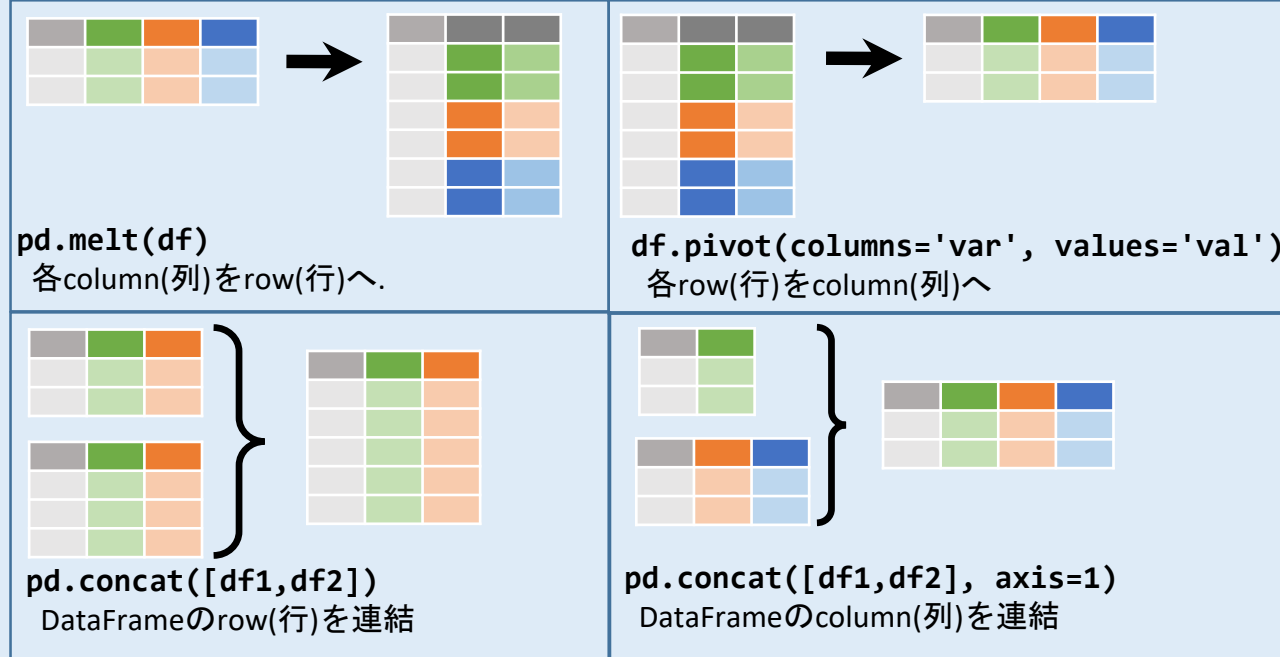 pd.melt(df)
各column(列)をrow(行)へ.
df.pivot(columns='var', values='val')
各row(行)をcolumn(列)へ
pd.concat([df1,df2])
DataFrameのrow(行)を連結
pd.concat([df1,df2], axis=1)
DataFrameのcolumn(列)を連結